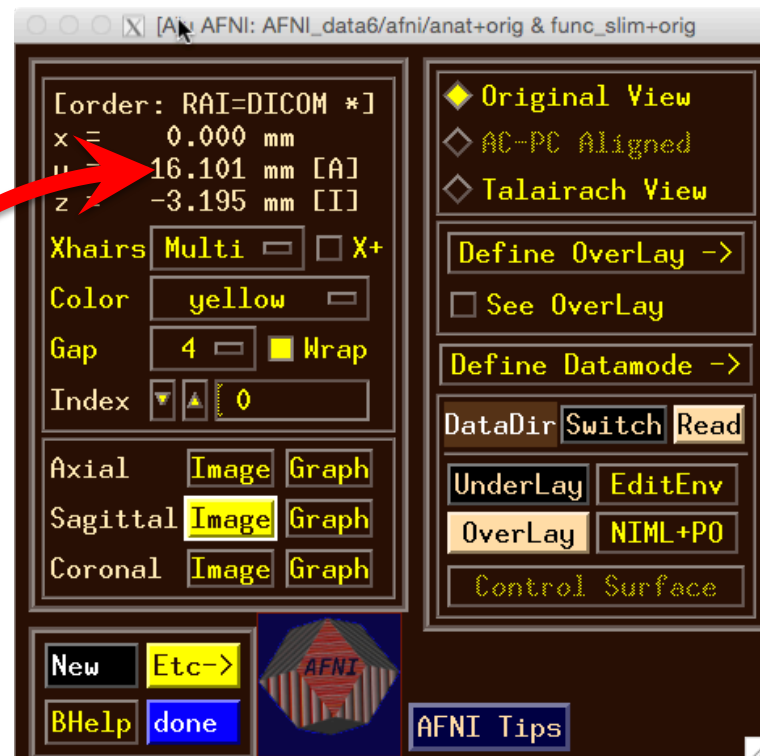 AFNI: AFNI_data6/afni/anat+orig & func_slim+orig
[order: RAI=DICOM *]
x = 0.000 mm
16.101 mm [A]
z = -3.195 mm [I]
Xhairs Multi X+
Color yellow
Gap 4 Wrap
Index 0
Axial Image Graph
Sagittal Image Graph
Coronal Image Graph
New Etc->
BHelp done
AFNI
Original View
AC-PC Aligned
Talairach View
Define OverLay ->
See OverLay
Define Datamode ->
DataDir Switch Read
UnderLay EditEnv
OverLay NIML+PO
Control Surface
AFNI Tips